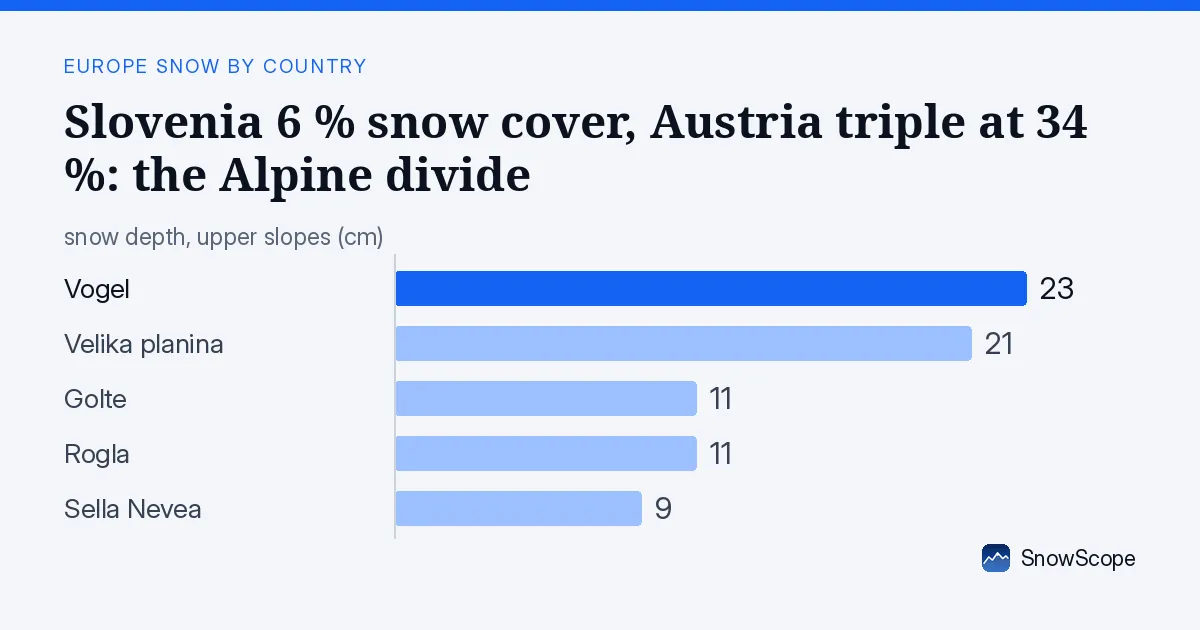 EUROPE SNOW BY COUNTRY
Slovenia 6 % snow cover, Austria triple at 34
%: the Alpine divide
snow depth, upper slopes (cm)
Vogel 23
Velika planina 21
Golte 11
Rogla 11
Sella Nevea 9
SnowScope